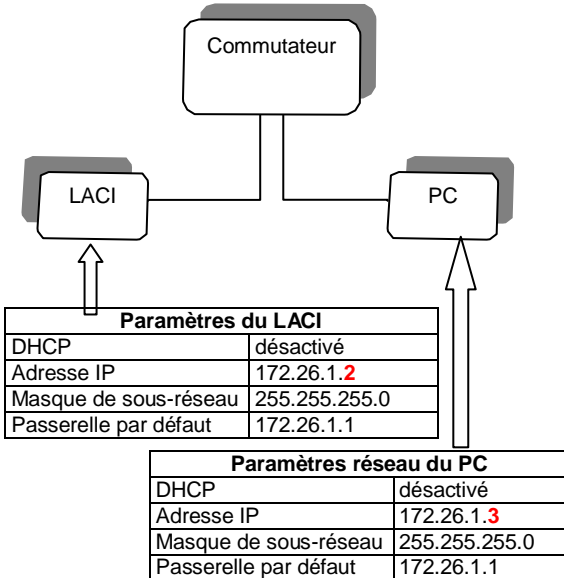 Commutateur
LACI
PC
Paramètres du LACI
DHCP désactivé
Adresse IP 172.26.1.2
Masque de sous-réseau 255.255.255.0
Passerelle par défaut 172.26.1.1
Paramètres réseau du PC
DHCP désactivé
Adresse IP 172.26.1.3
Masque de sous-réseau 255.255.255.0
Passerelle par défaut 172.26.1.1